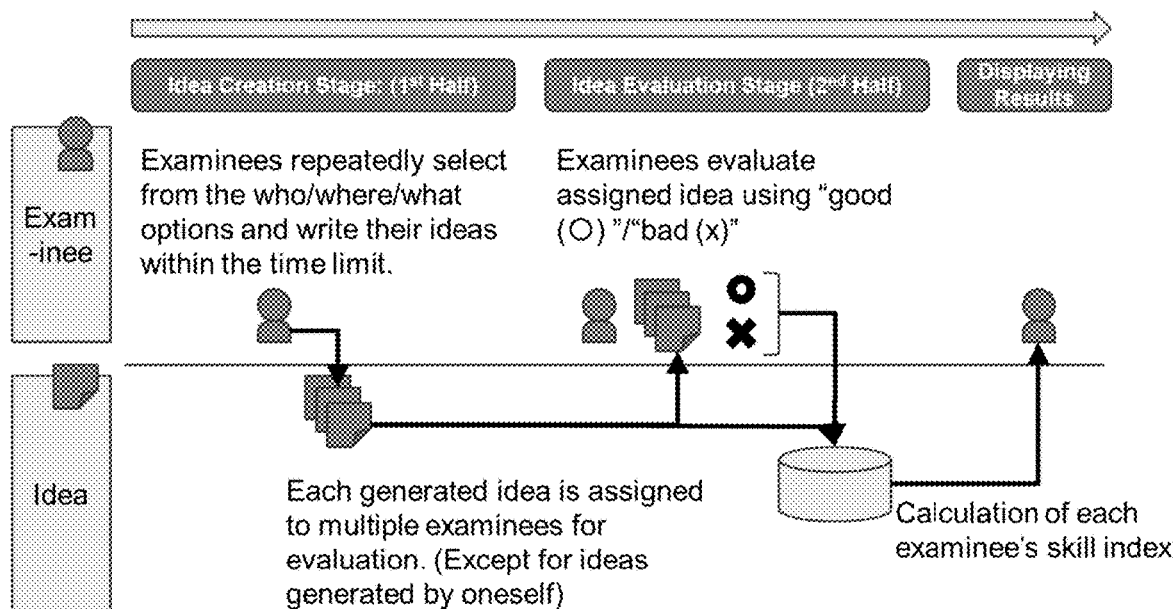 Idea Creation Stage: (1st Half)
Idea Evaluation Stage (2nd Half)
Displaying
Results
Exam
-inee
Examinees repeatedly select
from the who/where/what
options and write their ideas
within the time limit.
Examinees evaluate
assigned idea using “good
(○) ”/“bad (x)”
Idea
Each generated idea is assigned
to multiple examinees for
evaluation. (Except for ideas
generated by oneself)
Calculation of each
examinee’s skill index